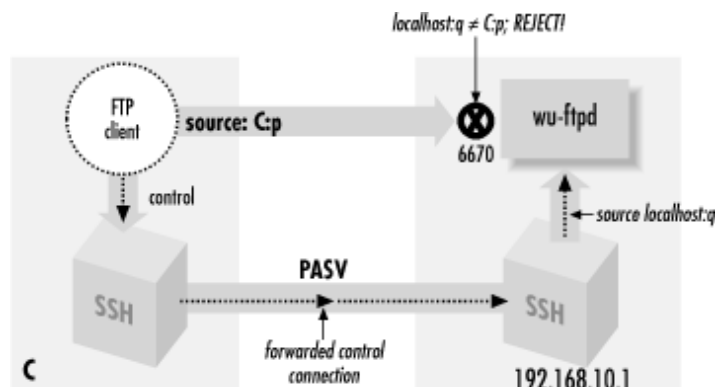 localhost:q ≠ C:p; REJECT!
FTP
client
source: C:p
wu-ftpd
6670
control
source localhost:q
PASV
SSH
SSH
forwarded control
connection
C
192.168.10.1